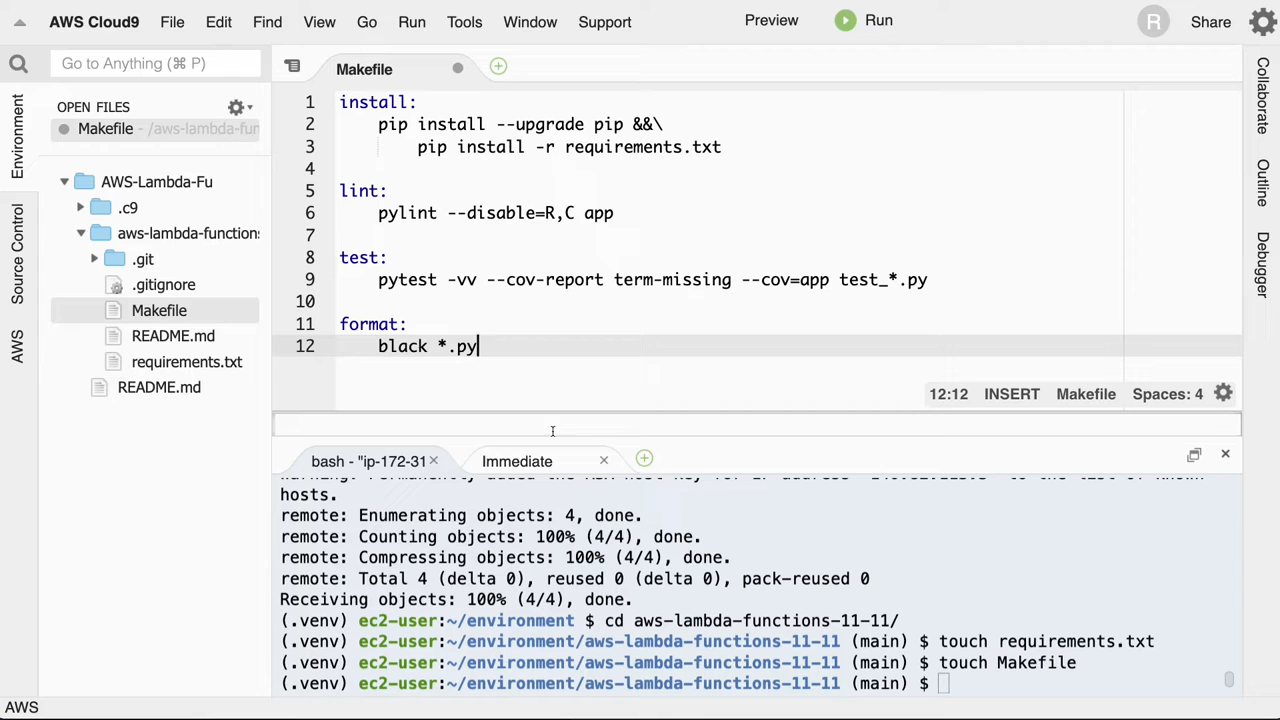 AWS Cloud9 File Edit Find View Go Run Tools Window Support Preview Run R Share
Go to Anything (⌘ P)
Makefile
OPEN FILES
Makefile - /aws-lambda-fun
AWS-Lambda-Fu
.c9
aws-lambda-functions
.git
.gitignore
Makefile
README.md
requirements.txt
README.md
Environment
Source Control
AWS
1 install:
2 pip install --upgrade pip &&\
3 pip install -r requirements.txt
4
5 lint:
6 pylint --disable=R,C app
7
8 test:
9 pytest -vv --cov-report term-missing --cov=app test_*.py
10
11 format:
12 black *.py
12:12 INSERT Makefile Spaces: 4
Collaborate
Outline
Debugger
bash - "ip-172-31 Immediate
hosts.
remote: Enumerating objects: 4, done.
remote: Counting objects: 100% (4/4), done.
remote: Compressing objects: 100% (4/4), done.
remote: Total 4 (delta 0), reused 0 (delta 0), pack-reused 0
Receiving objects: 100% (4/4), done.
(.venv) ec2-user:~/environment $ cd aws-lambda-functions-11-11/
(.venv) ec2-user:~/environment/aws-lambda-functions-11-11 (main) $ touch requirements.txt
(.venv) ec2-user:~/environment/aws-lambda-functions-11-11 (main) $ touch Makefile
(.venv) ec2-user:~/environment/aws-lambda-functions-11-11 (main) $
AWS